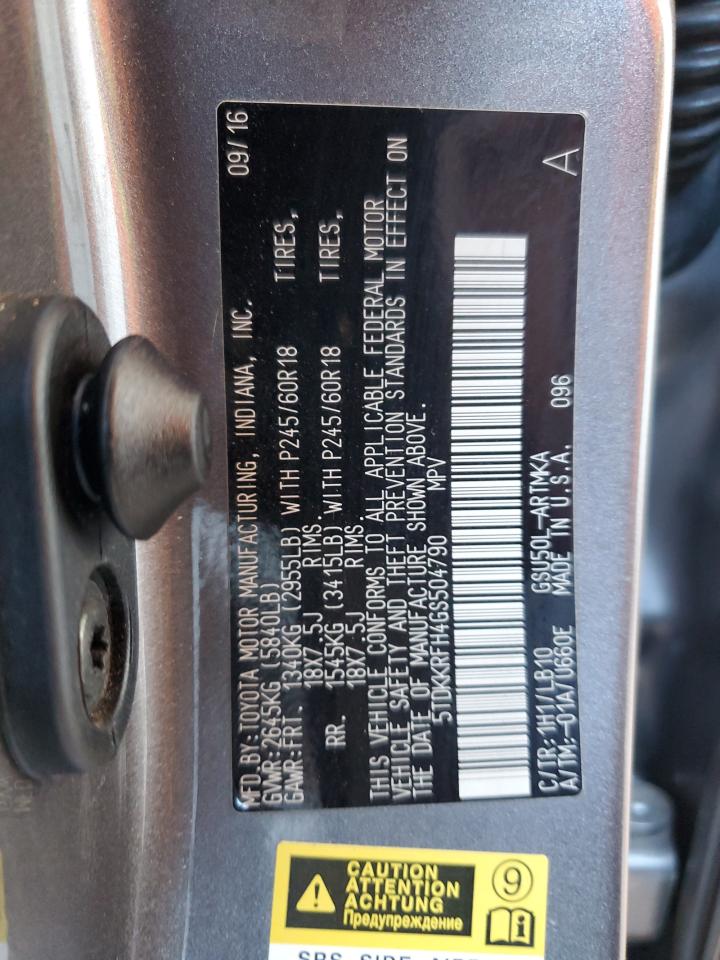 MFD BY:TOYOTA MOTOR MANUFACTURING, INDIANA, INC. 09/16
GVWR:2645KG (5840LB)
GAWR:FRT. 1340KG (2955LB) WITH P245/60R18 TIRES,
18X7.5J RIMS.
RR. 1545KG (3415LB) WITH P245/60R18 TIRES,
18X7.5J RIMS.
THIS VEHICLE CONFORMS TO ALL APPLICABLE FEDERAL MOTOR
VEHICLE SAFETY AND THEFT PREVENTION STANDARDS IN EFFECT ON
THE DATE OF MANUFACTURE SHOWN ABOVE.
5TDKKRFH4GS504790 MPV
C/TR:1H1/LB10 GSU50L-ARTMKA 096
A/TM:-01A/U660E MADE IN U.S.A. A
CAUTION
ATTENTION
ACHTUNG
Предупреждение
9
SRS SIDE